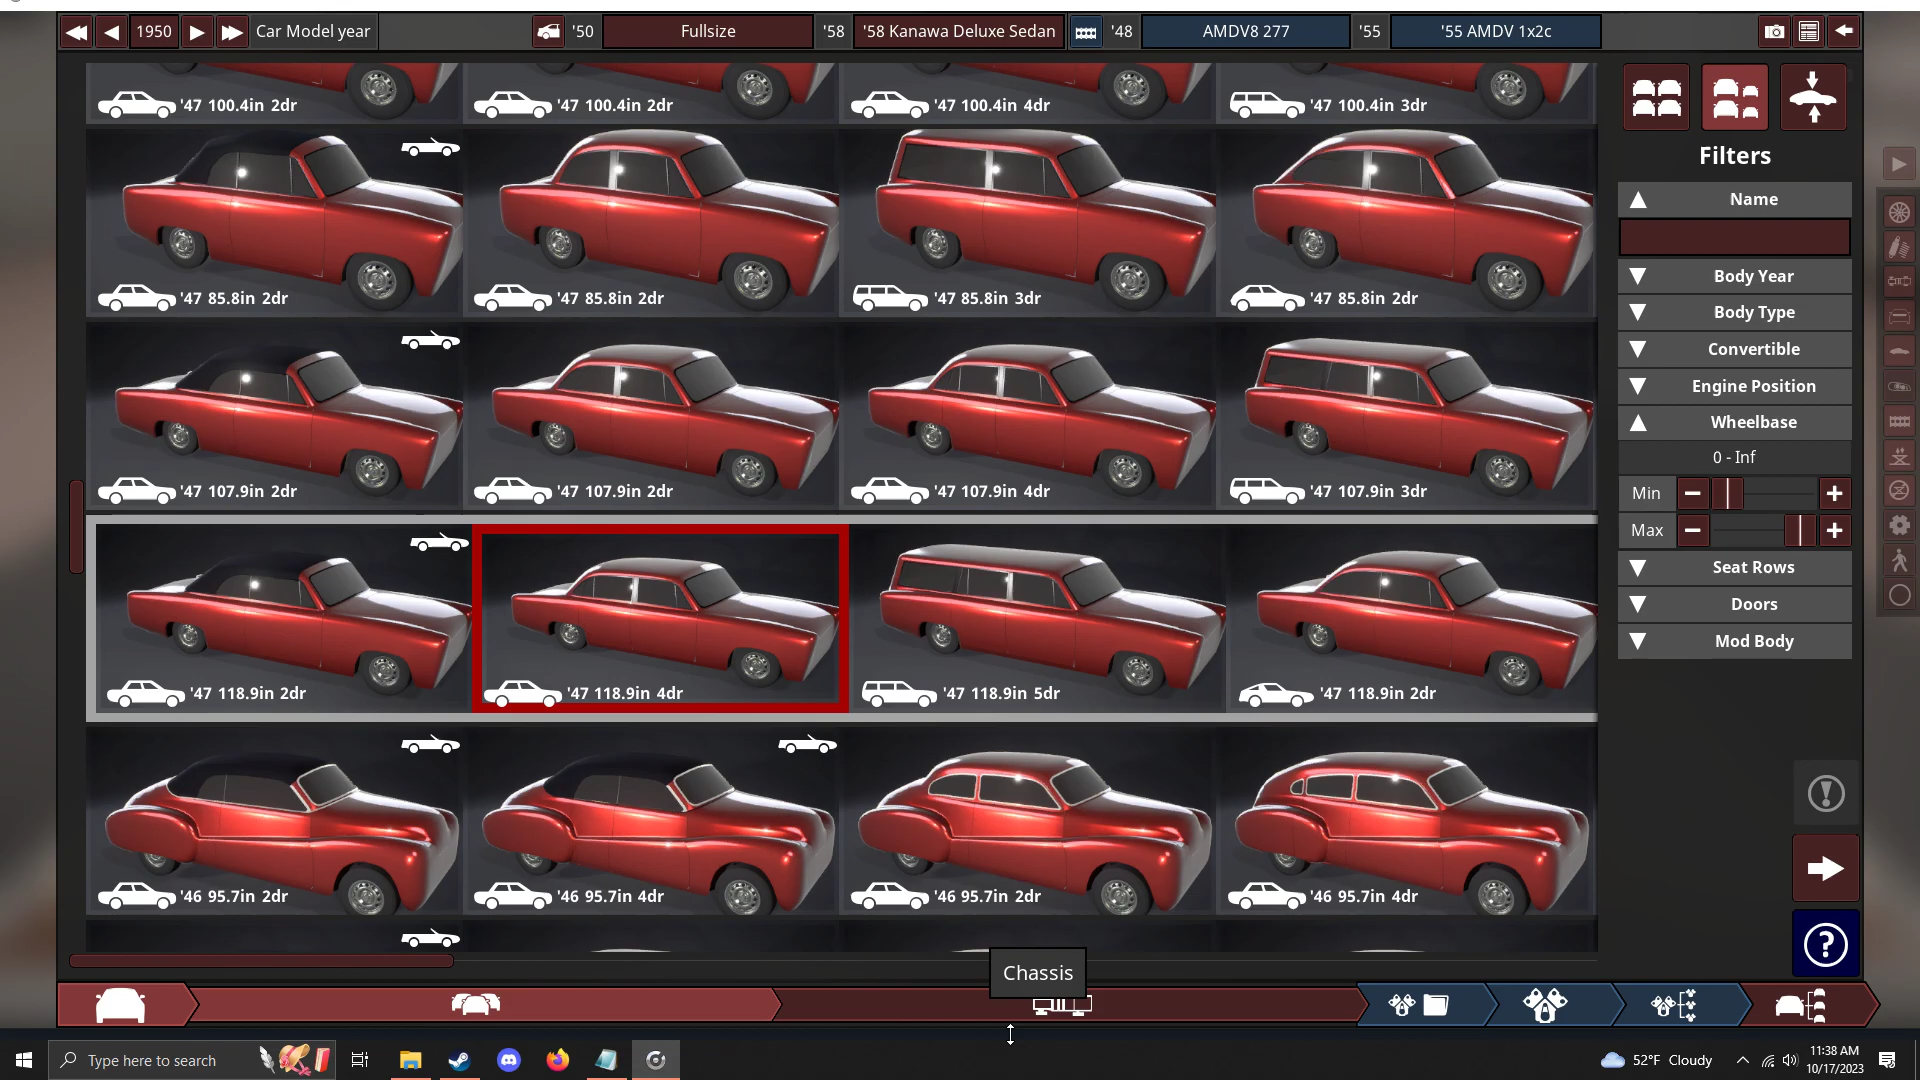 1950
Car Model year
'50
Fullsize
'58
'58 Kanawa Deluxe Sedan
'48
AMDV8 277
'55
'55 AMDV 1x2c
'47 100.4in 2dr
'47 100.4in 2dr
'47 100.4in 4dr
'47 100.4in 3dr
'47 85.8in 2dr
'47 85.8in 2dr
'47 85.8in 3dr
'47 85.8in 2dr
'47 107.9in 2dr
'47 107.9in 2dr
'47 107.9in 4dr
'47 107.9in 3dr
'47 118.9in 2dr
'47 118.9in 4dr
'47 118.9in 5dr
'47 118.9in 2dr
'46 95.7in 2dr
'46 95.7in 4dr
'46 95.7in 2dr
'46 95.7in 4dr
Filters
Name
Body Year
Body Type
Convertible
Engine Position
Wheelbase
0 - Inf
Min
Max
Seat Rows
Doors
Mod Body
?
Chassis
Type here to search
52°F Cloudy
11:38 AM
10/17/2023